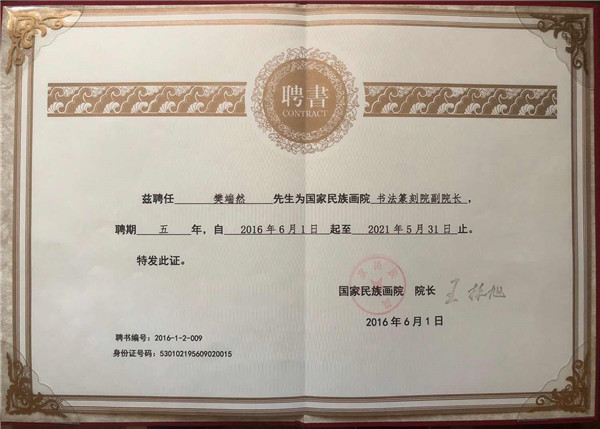 聘書
CONTRACT
兹聘任 樊端然 先生为国家民族画院 书法篆刻院副院长，
聘期 五 年，自 2016年6月1日 起至 2021年5月31日 止。
特发此证。
国家民族画院 院长
2016年6月1日
聘书编号：2016-1-2-009
身份证号码：530102195609020015